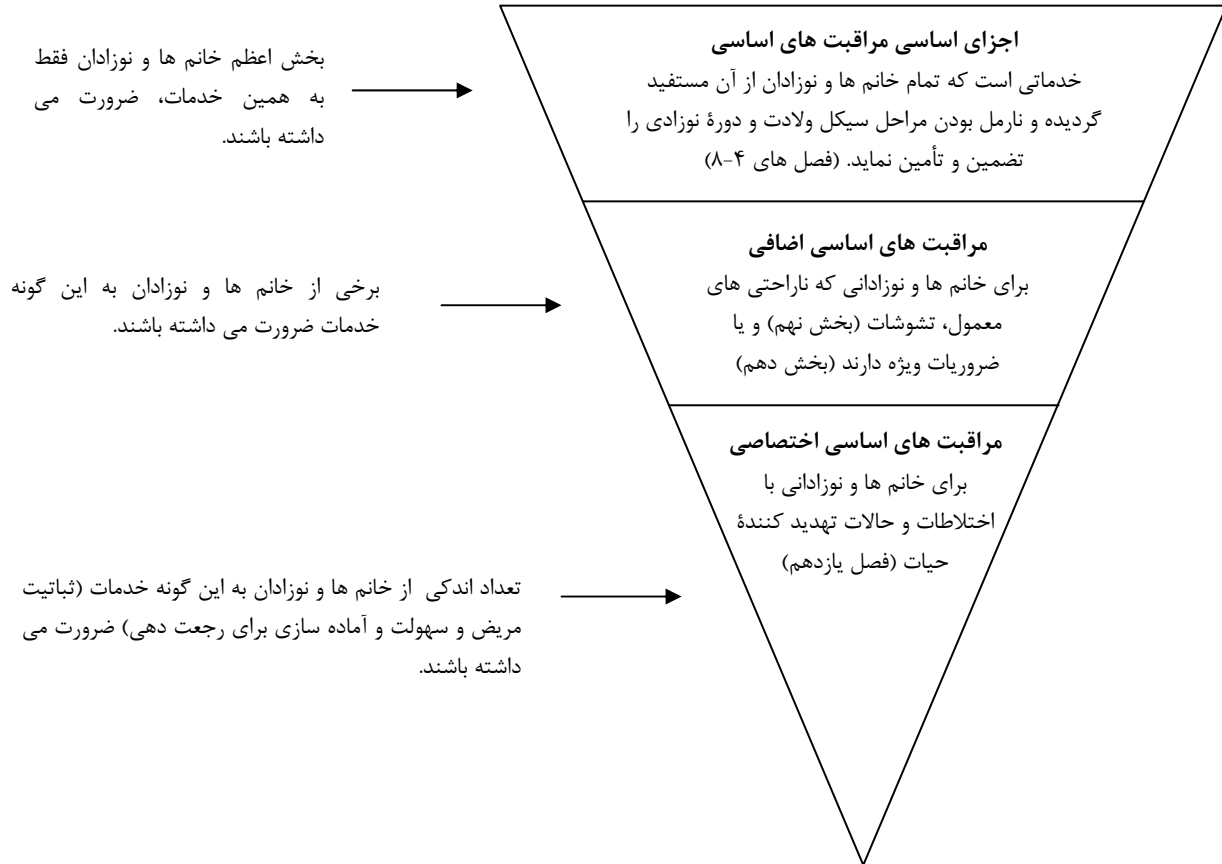 اجزای اساسی مراقبت های اساسی
خدماتی است که تمام خانم ها و نوزادان از آن مستفید
گردیده و نارمل بودن مراحل سیکل ولادت و دورۀ نوزادی را
تضمین و تأمین نماید. (فصل های ۴-۸)
بخش اعظم خانم ها و نوزادان فقط
به همین خدمات، ضرورت می
داشته باشند.
مراقبت های اساسی اضافی
برای خانم ها و نوزادانی که ناراحتی های
معمول، تشوشات (بخش نهم) و یا
ضروریات ویژه دارند (بخش دهم)
برخی از خانم ها و نوزادان به این گونه
خدمات ضرورت می داشته باشند.
مراقبت های اساسی اختصاصی
برای خانم ها و نوزادانی با
اختلاطات و حالات تهدید کنندۀ
حیات (فصل یازدهم)
تعداد اندکی از خانم ها و نوزادان به این گونه خدمات (ثباتیت
مریض و سهولت و آماده سازی برای رجعت دهی) ضرورت می
داشته باشند.